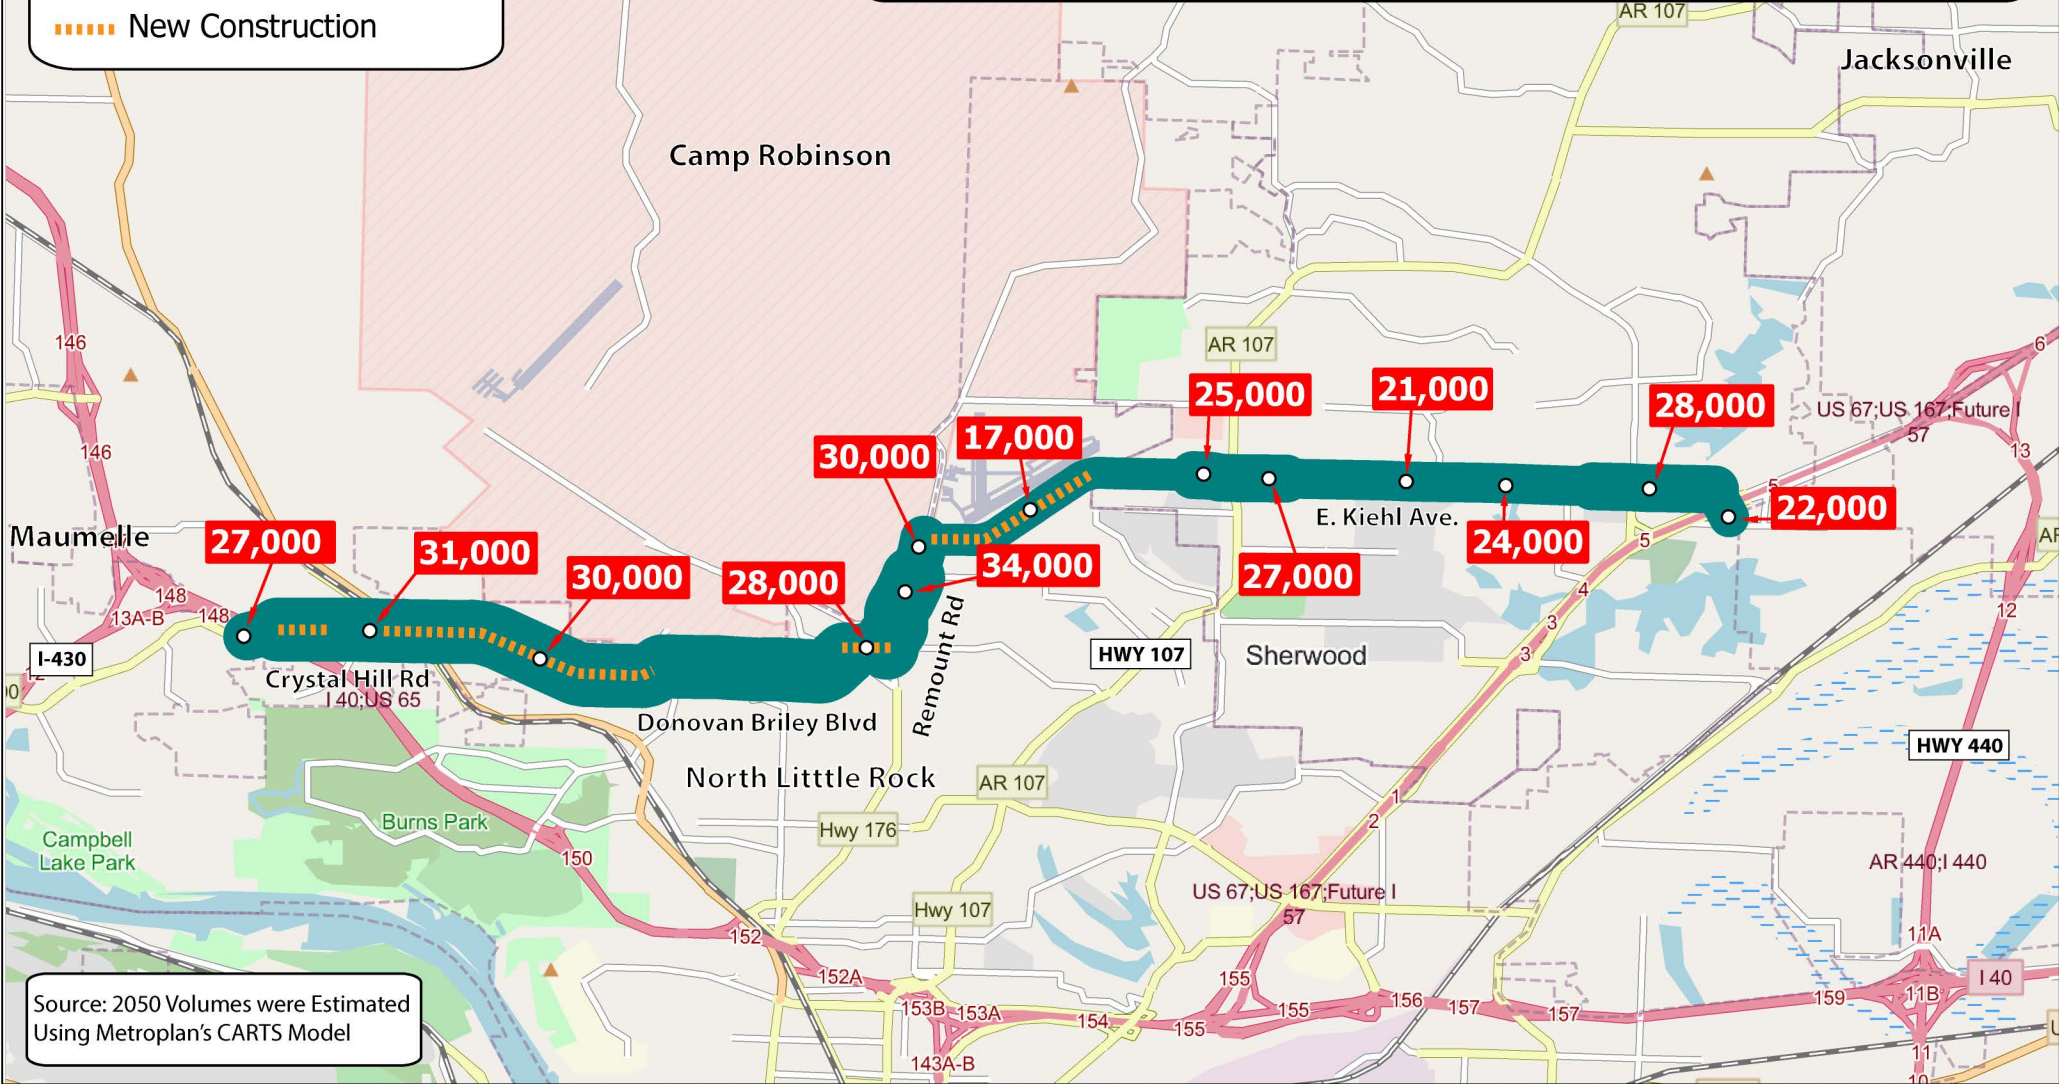 New Construction
AR 107
Jacksonville
Camp Robinson
146
AR 107
6
US 67;US 167;Future I
57
25,000
21,000
28,000
13
146
30,000
17,000
5
22,000
Maumelle
27,000
31,000
30,000
28,000
34,000
E. Kiehl Ave.
24,000
27,000
5
4
3
3
148
148
13A-B
12
I-430
Crystal Hill Rd
I 40;US 65
Remount Rd
HWY 107
Sherwood
Donovan Briley Blvd
North Litttle Rock
HWY 440
AR 107
1
2
Burns Park
Hwy 176
Campbell
Lake Park
150
AR 440;I 440
US 67;US 167;Future I
57
Hwy 107
152
11A
152A
155
I 40
153B
153A
154
155
155
156
157
157
159
11B
Source: 2050 Volumes were Estimated
Using Metroplan's CARTS Model
143A-B
11
10